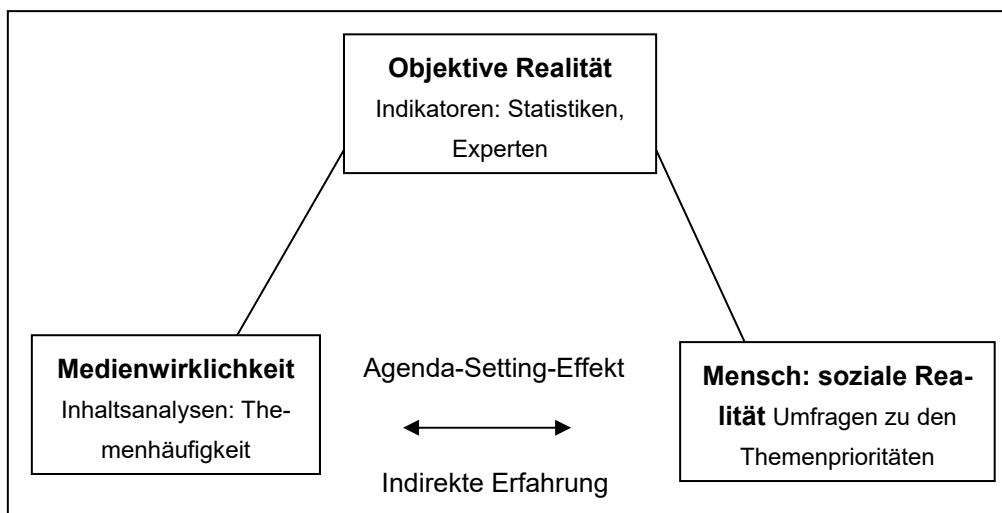 Objektive Realität
Indikatoren: Statistiken,
Experten
Medienwirklichkeit
Inhaltsanalysen: The-
menhäufigkeit
Agenda-Setting-Effekt
Indirekte Erfahrung
Mensch: soziale Rea-
lität Umfragen zu den
Themenprioritäten